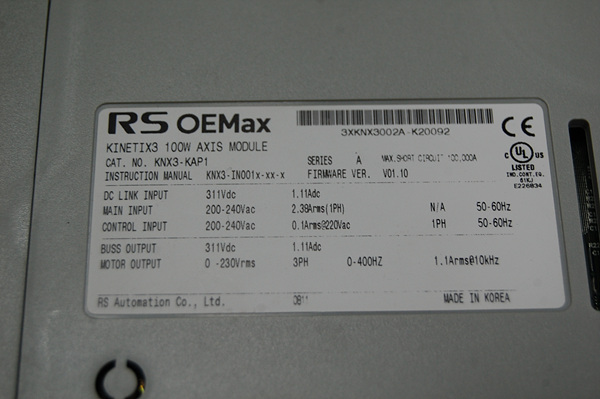 RS OEMax
3XKNX3002A-K20092
KINETIX3 100W AXIS MODULE
CAT. NO. KNX3-KAP1 SERIES A MAX.SHORT CIRCUIT 100,000A
INSTRUCTION MANUAL KNX3-IN001x-xx-x FIRMWARE VER. V01.10
CE
UL
LISTED
IND.CONT.EQ.
61KJ
E226834
DC LINK INPUT 311Vdc 1.11Adc
MAIN INPUT 200-240Vac 2.38Arms(1PH) N/A 50-60Hz
CONTROL INPUT 200-240Vac 0.1Arms@220Vac 1PH 50-60Hz
BUSS OUTPUT 311Vdc 1.11Adc
MOTOR OUTPUT 0 -230Vrms 3PH 0-400HZ 1.1Arms@10kHz
RS Automation Co., Ltd. MADE IN KOREA